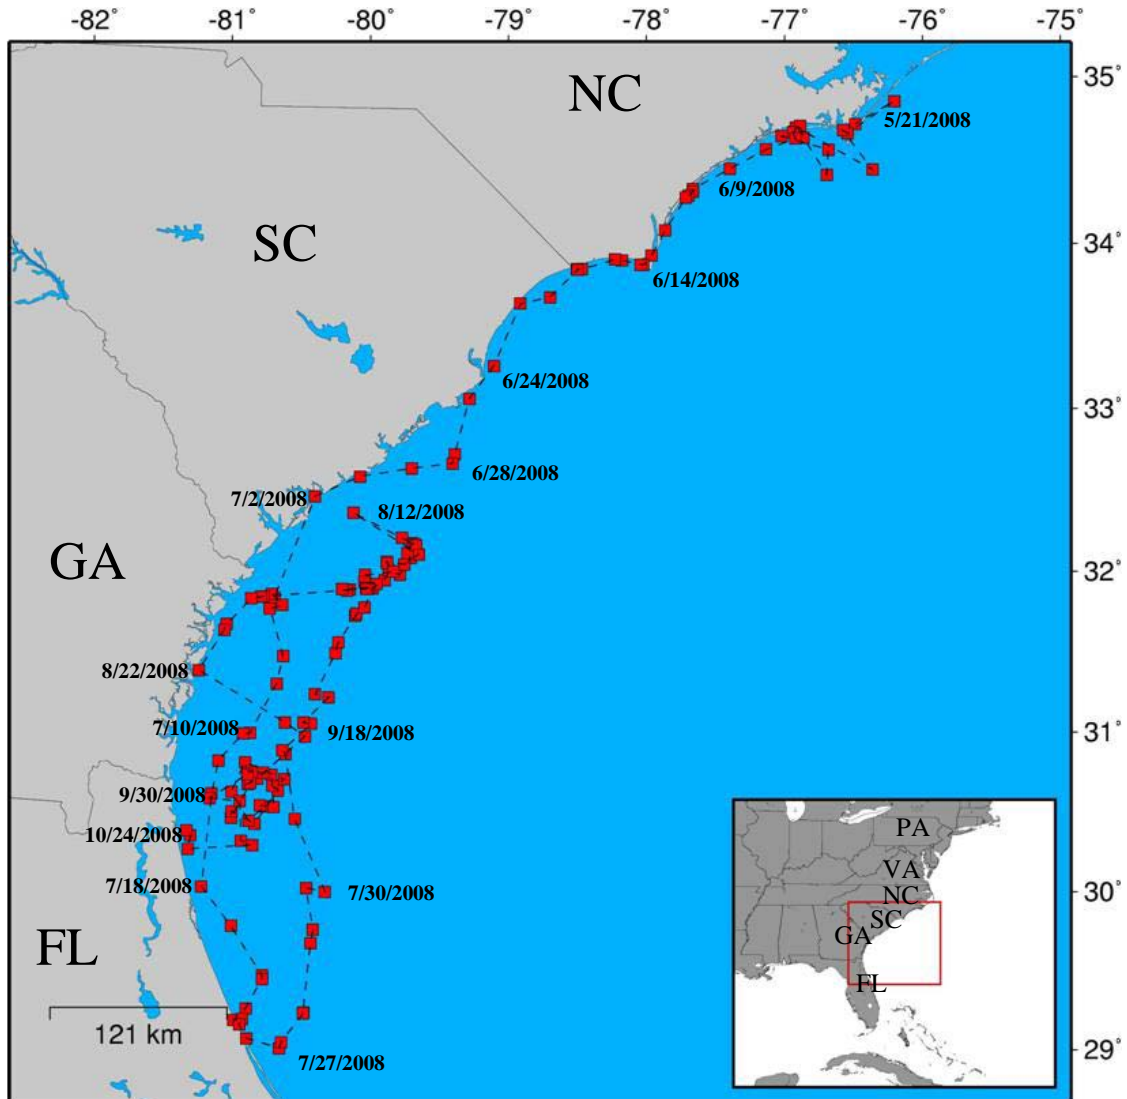 -82 -81 -80 -79 -78 -77 -76 -75
35°
NC
5/21/2008
6/9/2008
34°
SC
6/14/2008
6/24/2008
33°
6/28/2008
7/2/2008
8/12/2008
GA
32°
8/22/2008
7/10/2008
9/18/2008
31°
9/30/2008
10/24/2008
7/18/2008
7/30/2008
30°
FL
121 km
7/27/2008
29°
PA
VA
NC
SC
GA
FL